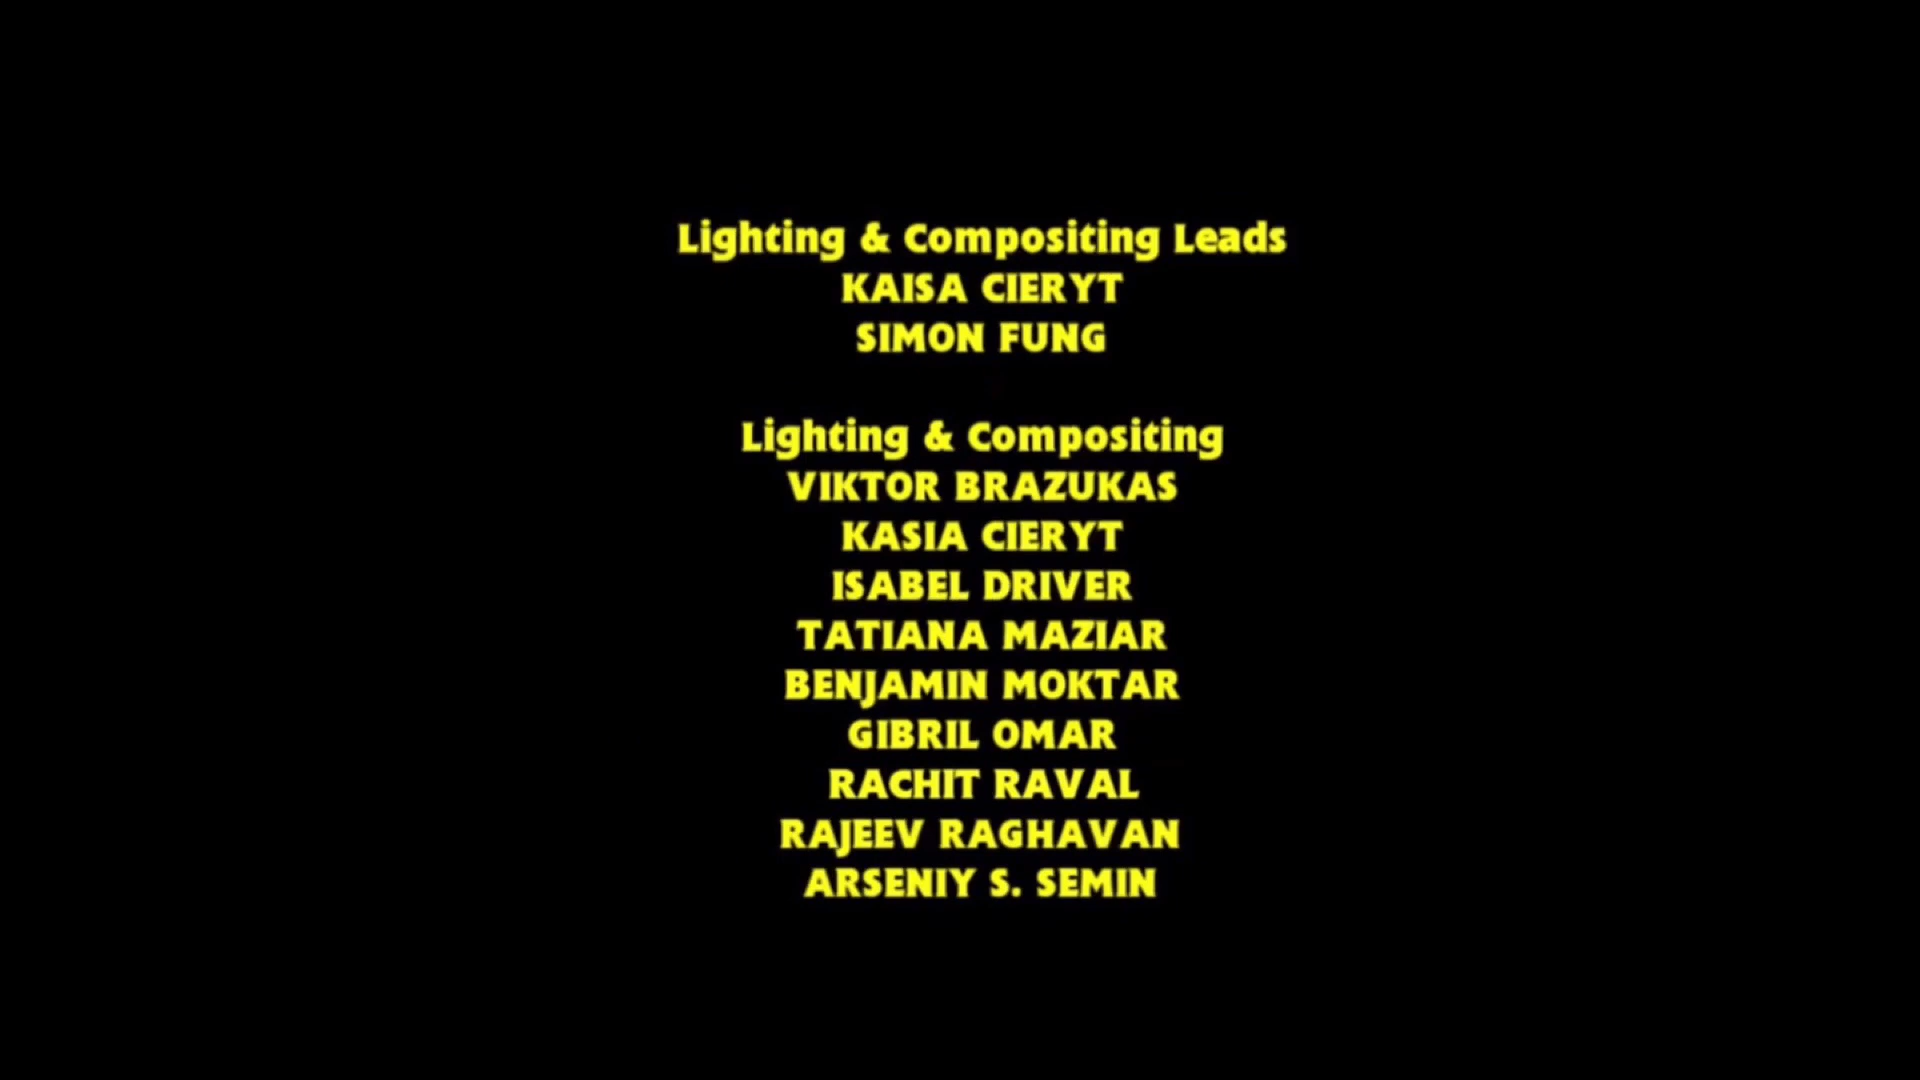 Lighting & Compositing Leads
KAISA CIERYT
SIMON FUNG
Lighting & Compositing
VIKTOR BRAZUKAS
KASIA CIERYT
ISABEL DRIVER
TATIANA MAZIAR
BENJAMIN MOKTAR
GIBRIL OMAR
RACHIT RAVAL
RAJEEV RAGHAVAN
ARSENIY S. SEMIN